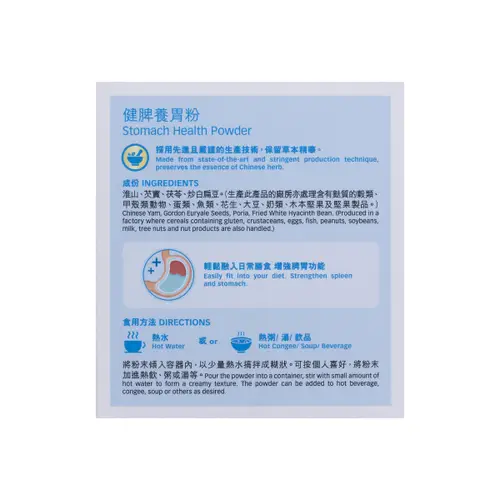 健脾養胃粉
Stomach Health Powder
採用先進且嚴謹的生產技術，保留草本精華。
Made from state-of-the-art and stringent production technique,
preserves the essence of Chinese herb.
成份 INGREDIENTS
淮山、芡實、茯苓、炒白扁豆。(生產此產品的廠房亦處理含有麩質的穀類、
甲殼類動物、蛋類、魚類、花生、大豆、奶類、木本堅果及堅果製品。)
Chinese Yam, Gordon Euryale Seeds, Poria, Fried White Hyacinth Bean. (Produced in a
factory where cereals containing gluten, crustaceans, eggs, fish, peanuts, soybeans,
milk, tree nuts and nut products are also handled.)
輕鬆融入日常膳食 增強脾胃功能
Easily fit into your diet. Strengthen spleen
and stomach.
食用方法 DIRECTIONS
熱水
Hot Water
或 or
熱粥/ 湯/ 飲品
Hot Congee/ Soup/ Beverage
將粉末傾入容器內，以少量熱水攪拌成糊狀。可按個人喜好，將粉末
加進熱飲、粥或湯等。Pour the powder into a container, stir with small amount of
hot water to form a creamy texture. The powder can be added to hot beverage,
congee, soup or others as desired.